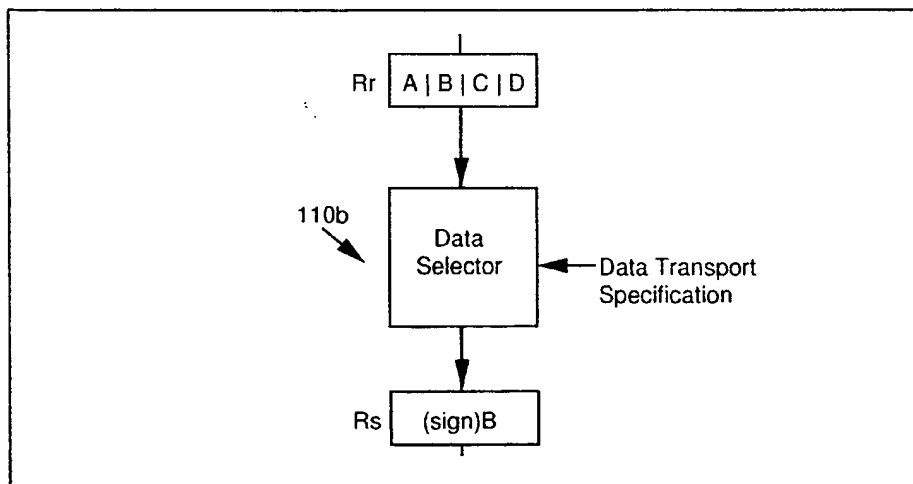 Rr A | B | C | D
110b
Data
Selector
Data Transport
Specification
Rs (sign)B